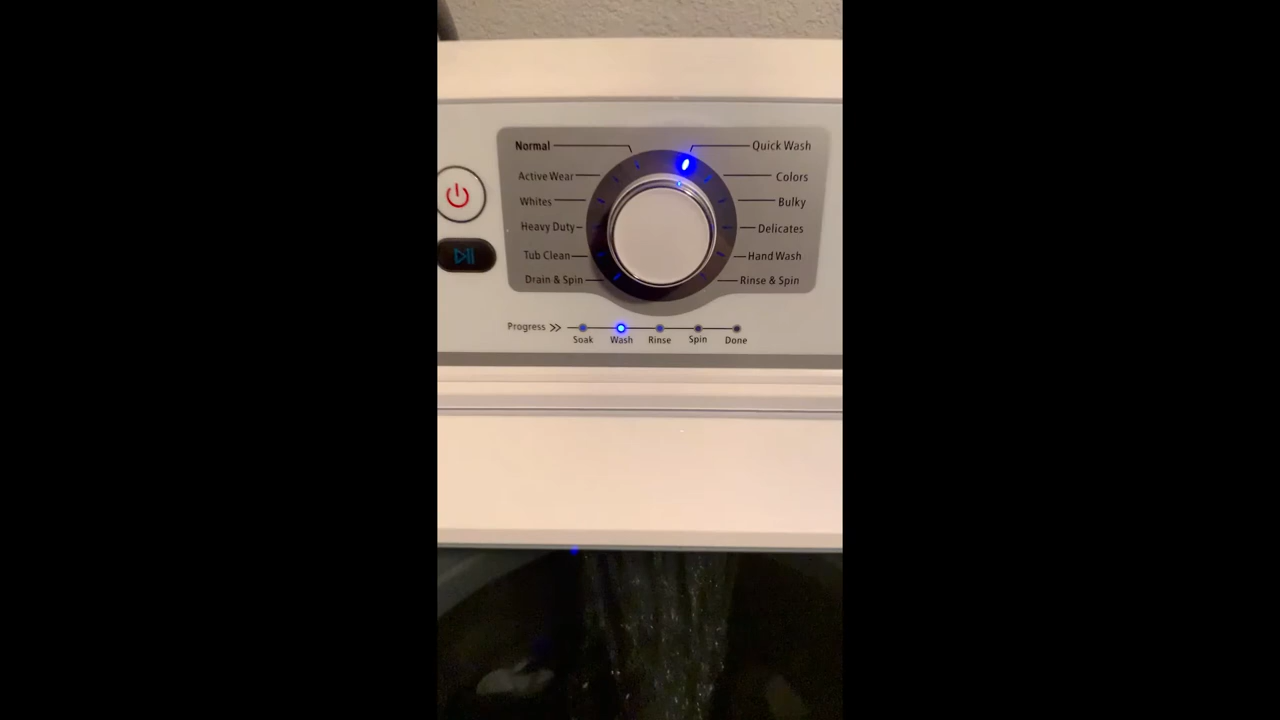 Normal
Quick Wash
Active Wear
Colors
Whites
Bulky
Heavy Duty
Delicates
Tub Clean
Hand Wash
Drain & Spin
Rinse & Spin
Progress
Soak
Wash
Rinse
Spin
Done